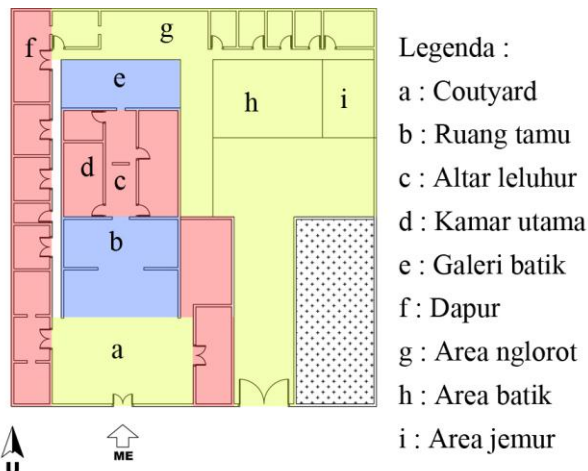 f
g
e
h
i
d
c
b
a
ME
U
Legenda :
a : Coutyard
b : Ruang tamu
c : Altar leluhur
d : Kamar utama
e : Galeri batik
f : Dapur
g : Area nglorot
h : Area batik
i : Area jemur